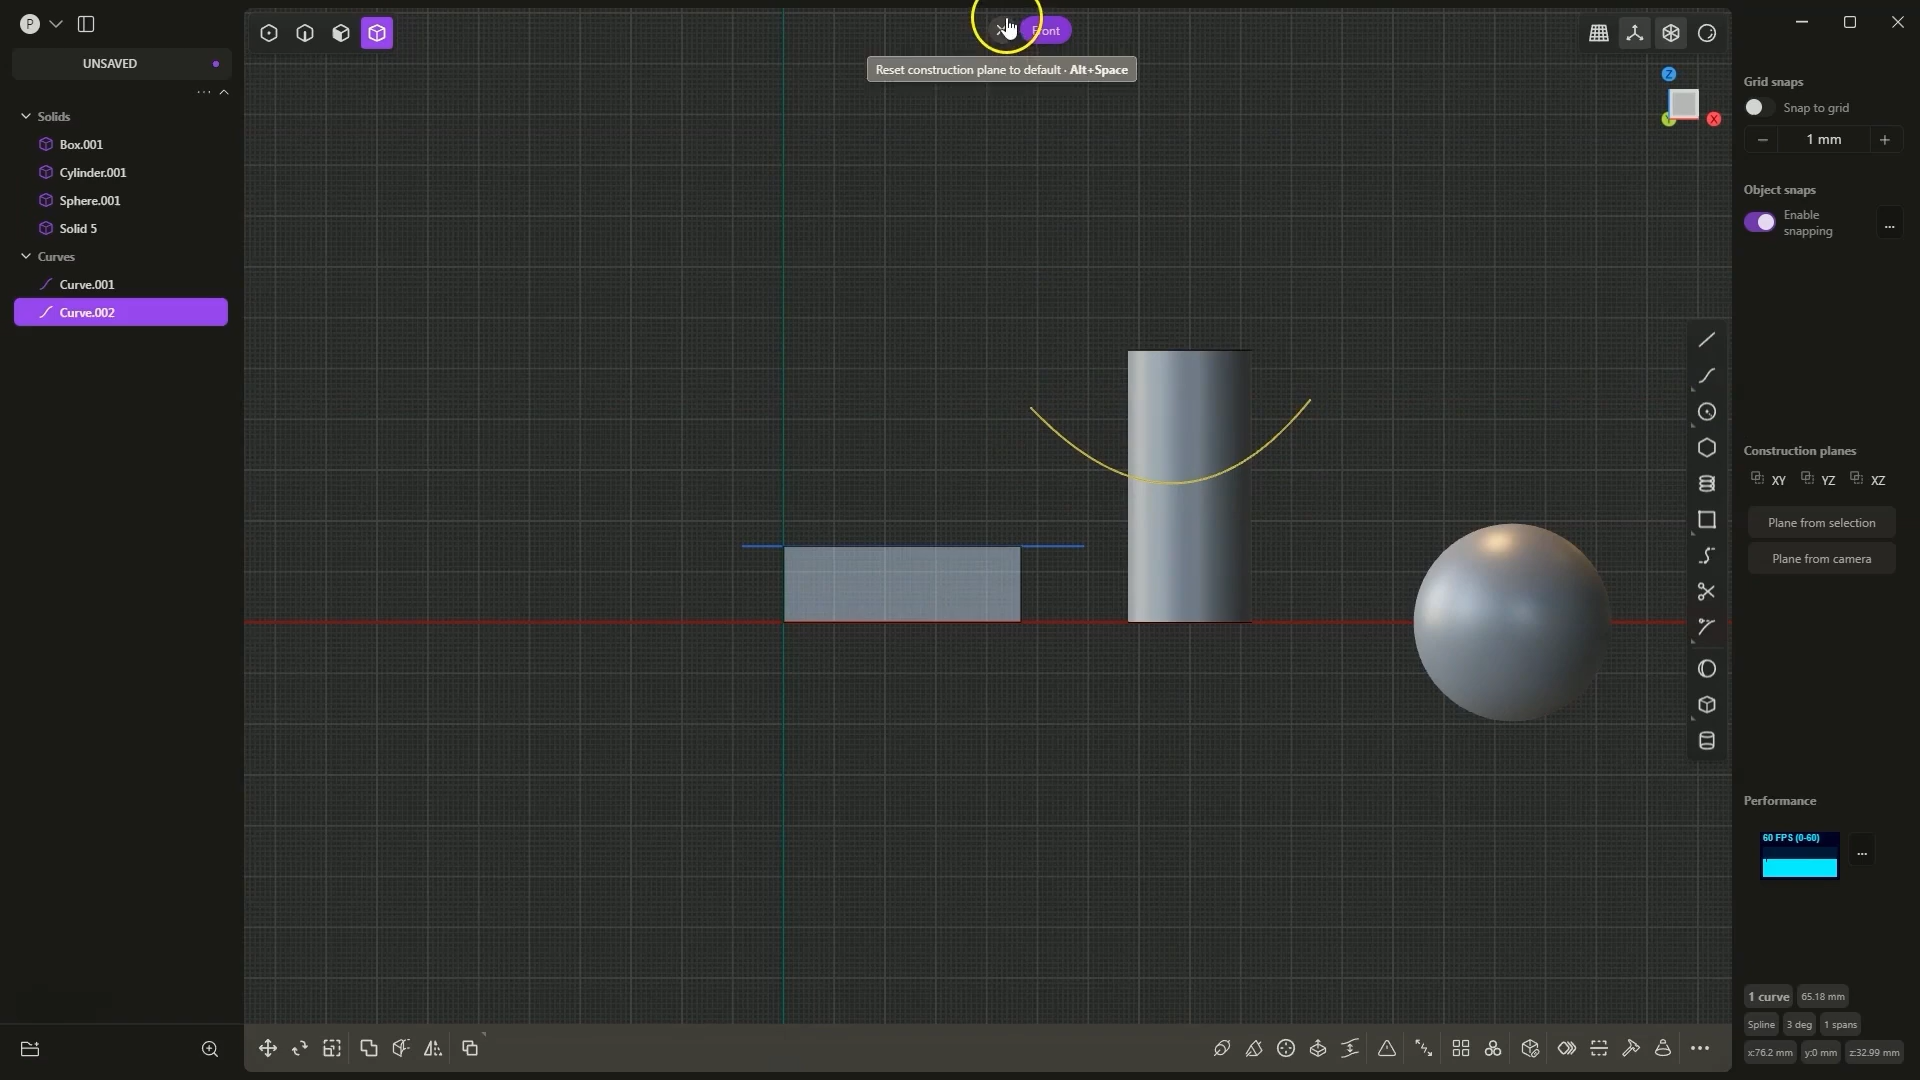 P
UNSAVED
Solids
Box.001
Cylinder.001
Sphere.001
Solid 5
Curves
Curve.001
Curve.002
Front
Reset construction plane to default · Alt+Space
Z
Y
X
Grid snaps
Snap to grid
1 mm
Object snaps
Enable
snapping
Construction planes
XY YZ XZ
Plane from selection
Plane from camera
Performance
60 FPS (0-60)
1 curve 65.18 mm
Spline 3 deg 1 spans
x:76.2 mm y:0 mm z:32.99 mm